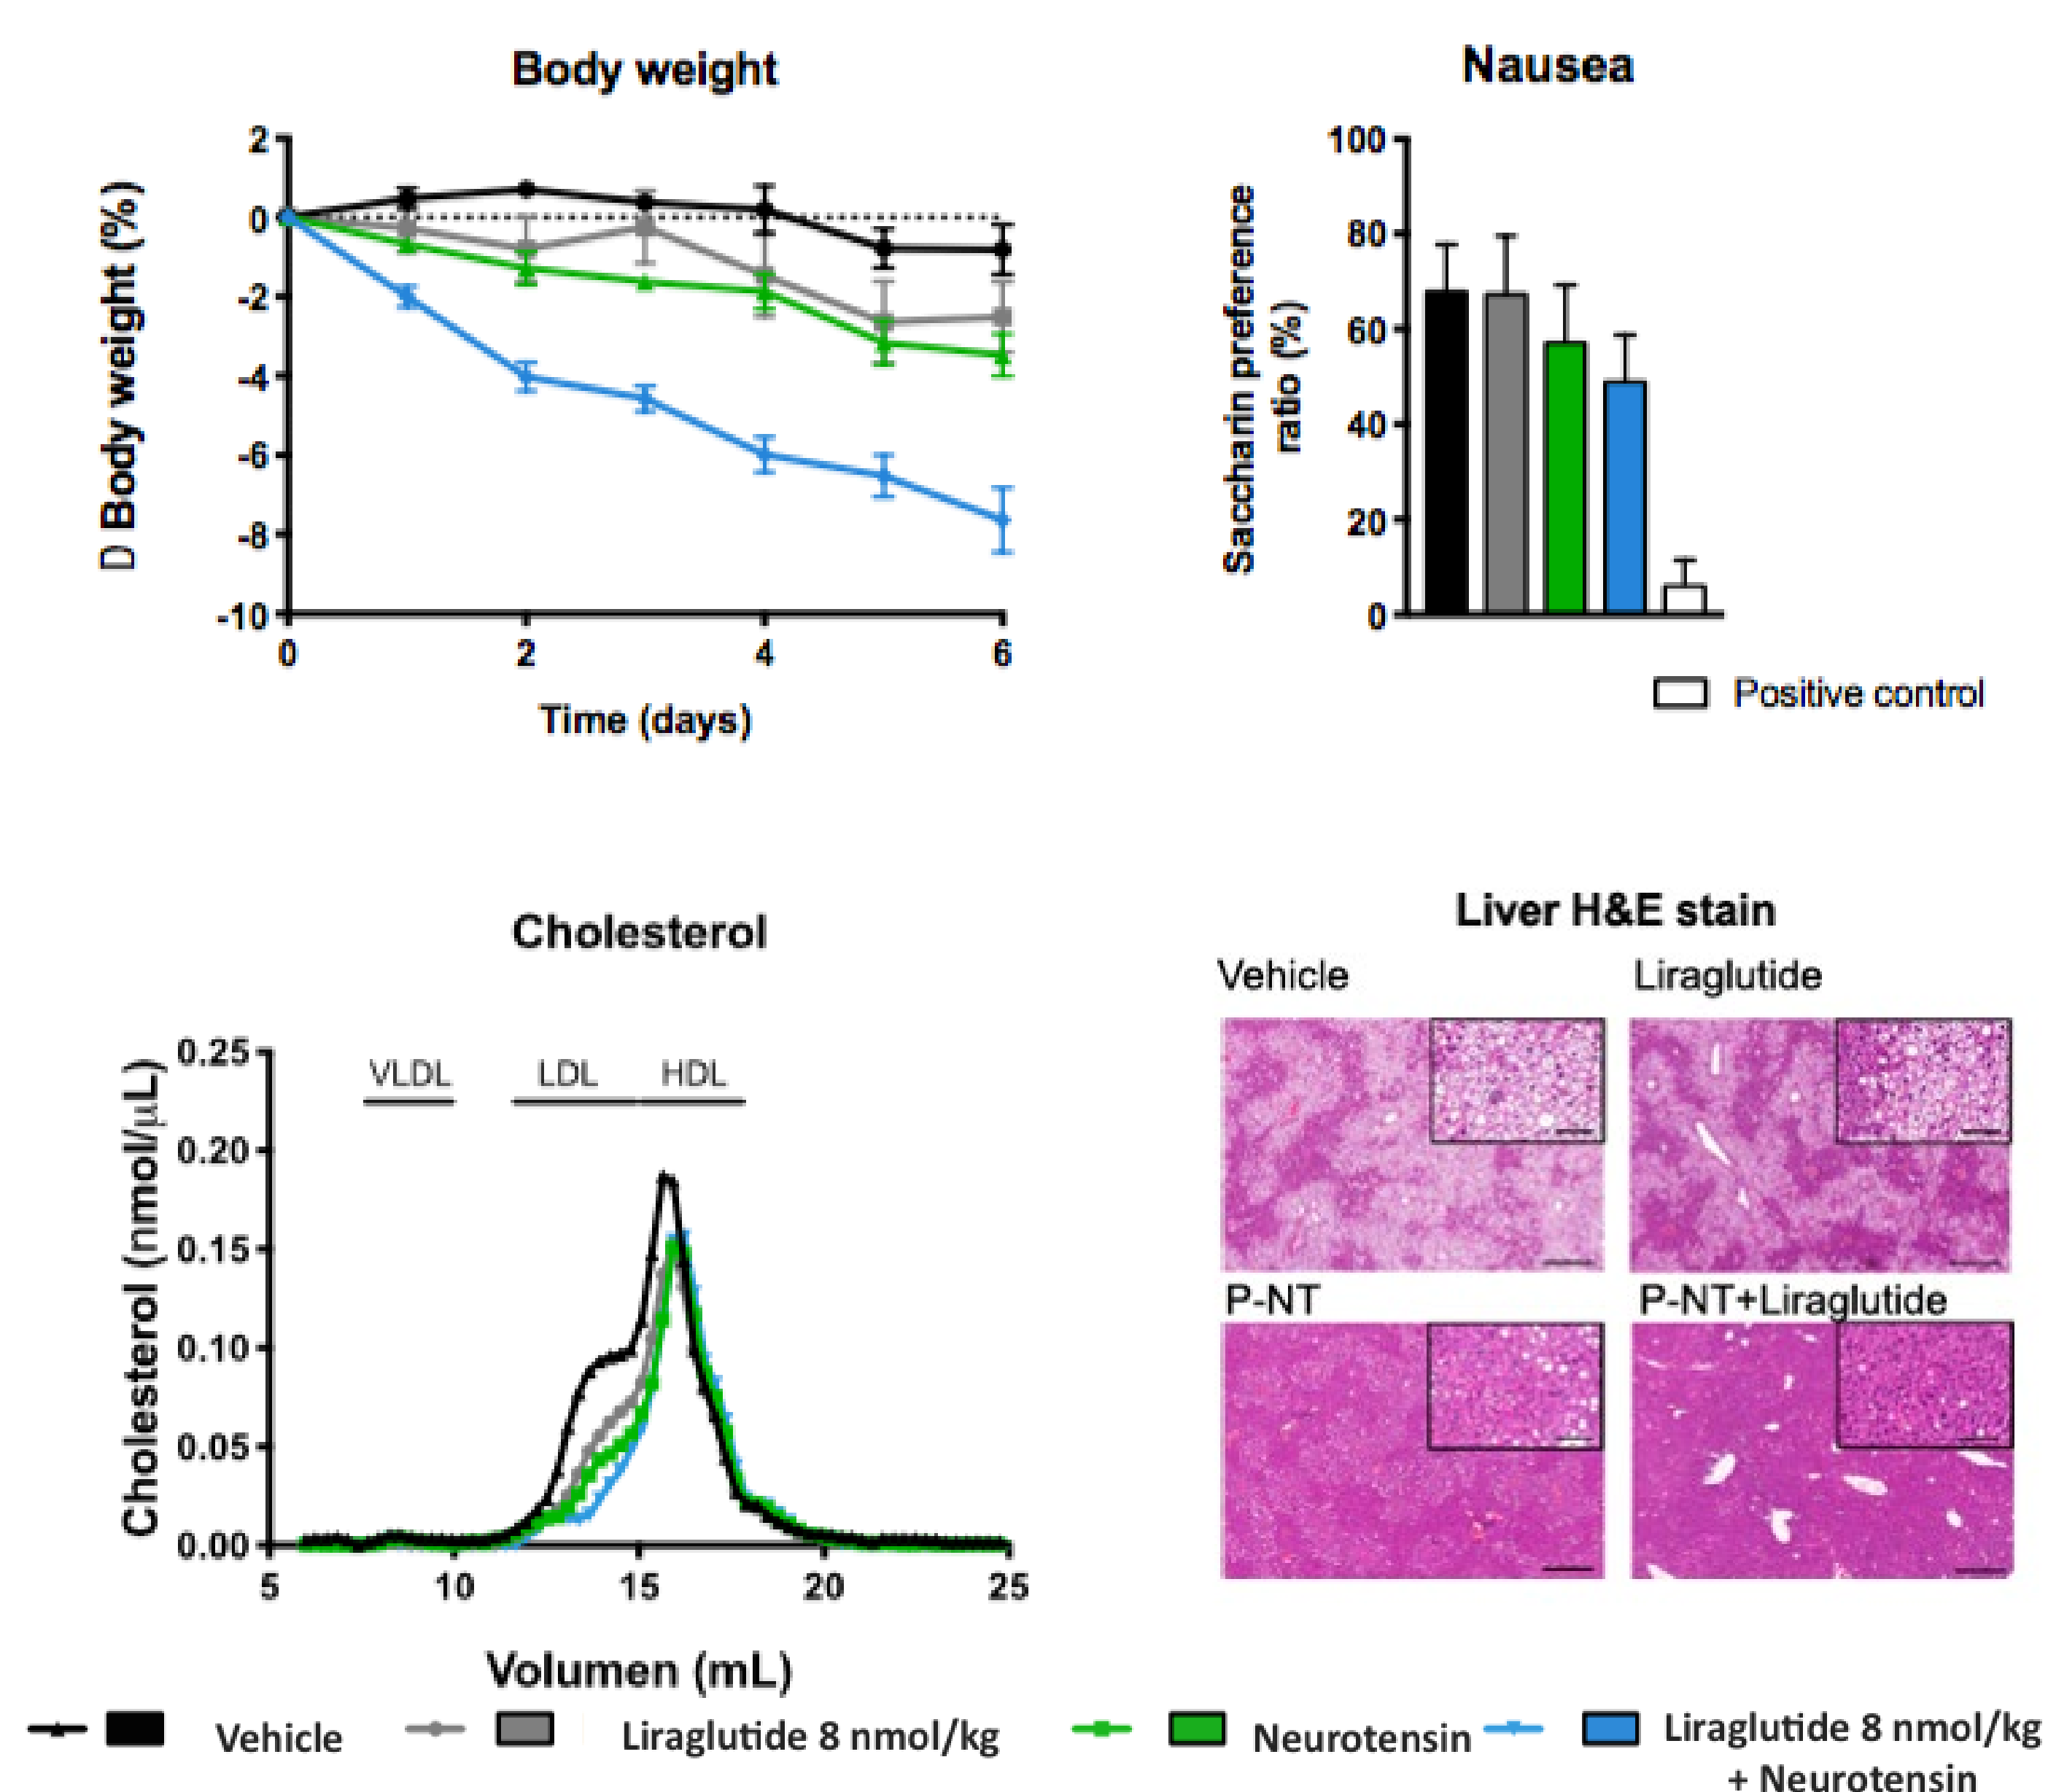 Body weight
D Body weight (%)
2
0
-2
-4
-6
-8
-10
0 2 4 6
Time (days)
Nausea
Saccharin preference
ratio (%)
100
80
60
40
20
0
Positive control
Cholesterol
Cholesterol (nmol/μL)
0.25
0.20
0.15
0.10
0.05
0.00
VLDL LDL HDL
5 10 15 20 25
Volumen (mL)
Liver H&E stain
Vehicle Liraglutide
P-NT P-NT+Liraglutide
Vehicle Liraglutide 8 nmol/kg Neurotensin Liraglutide 8 nmol/kg
+ Neurotensin